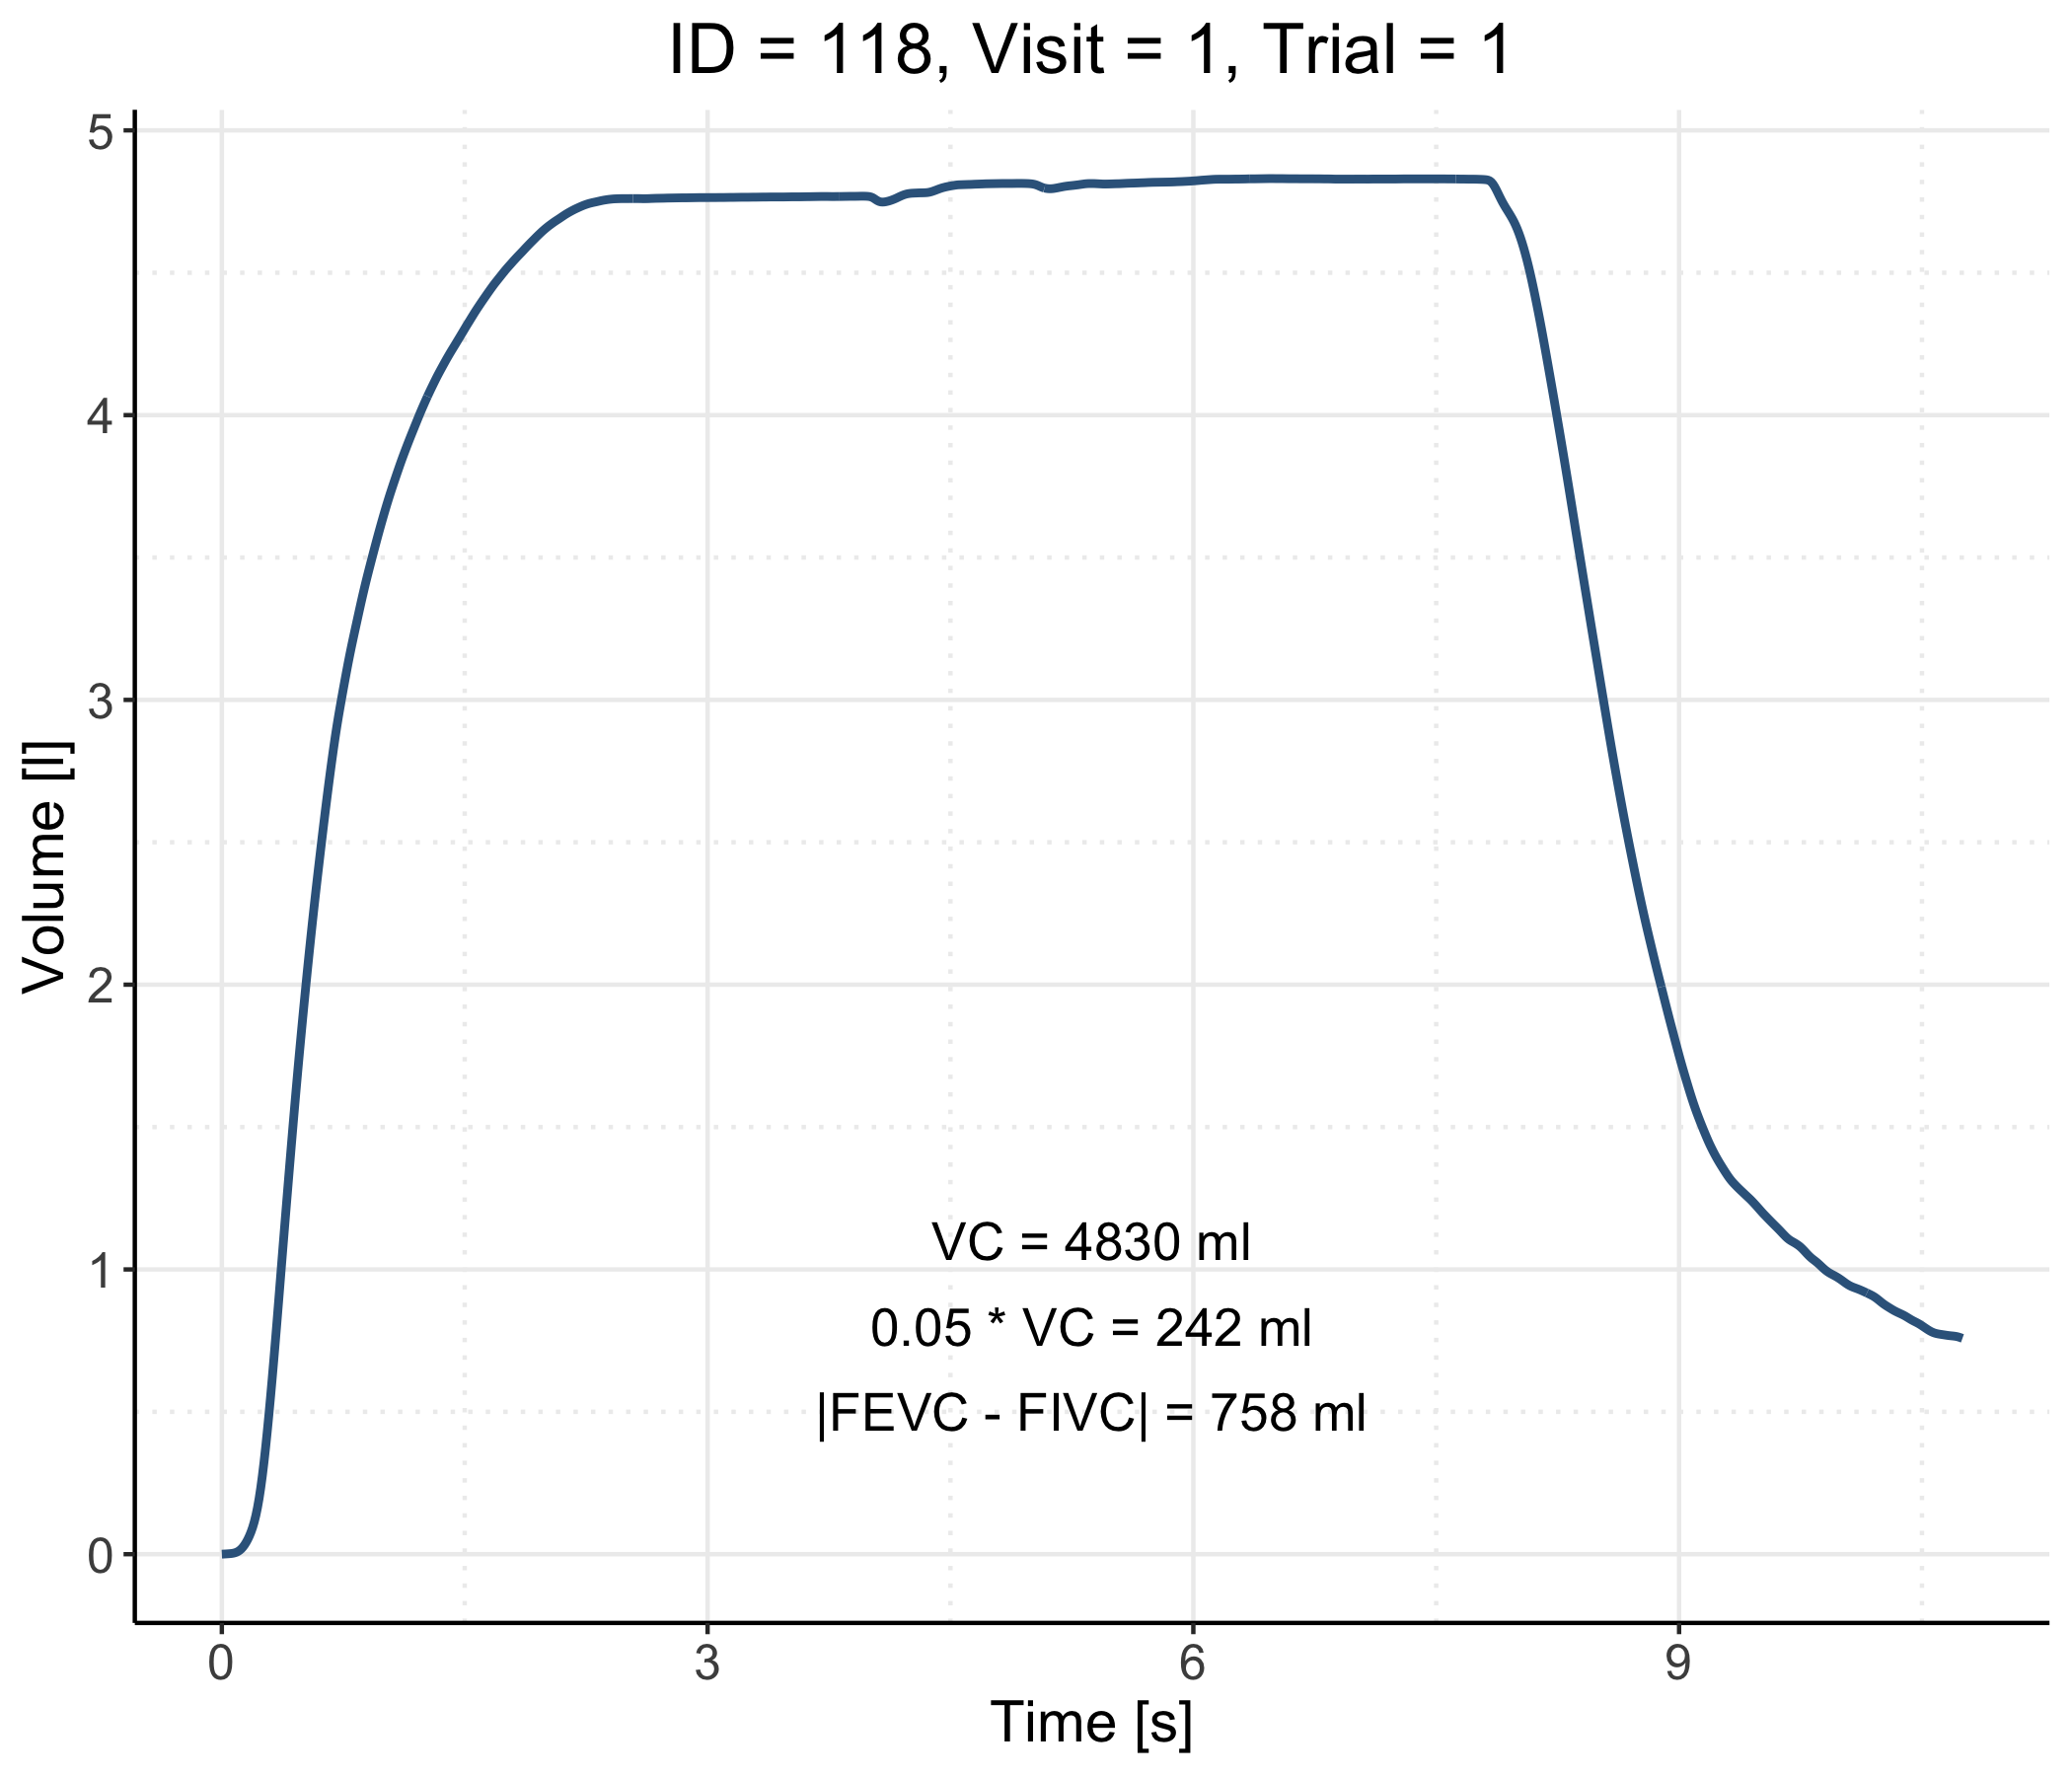 ID = 118, Visit = 1, Trial = 1
5
4
3
2
1
0
Volume [l]
VC = 4830 ml
0.05 * VC = 242 ml
|FEVC - FIVC| = 758 ml
0 3 6 9
Time [s]